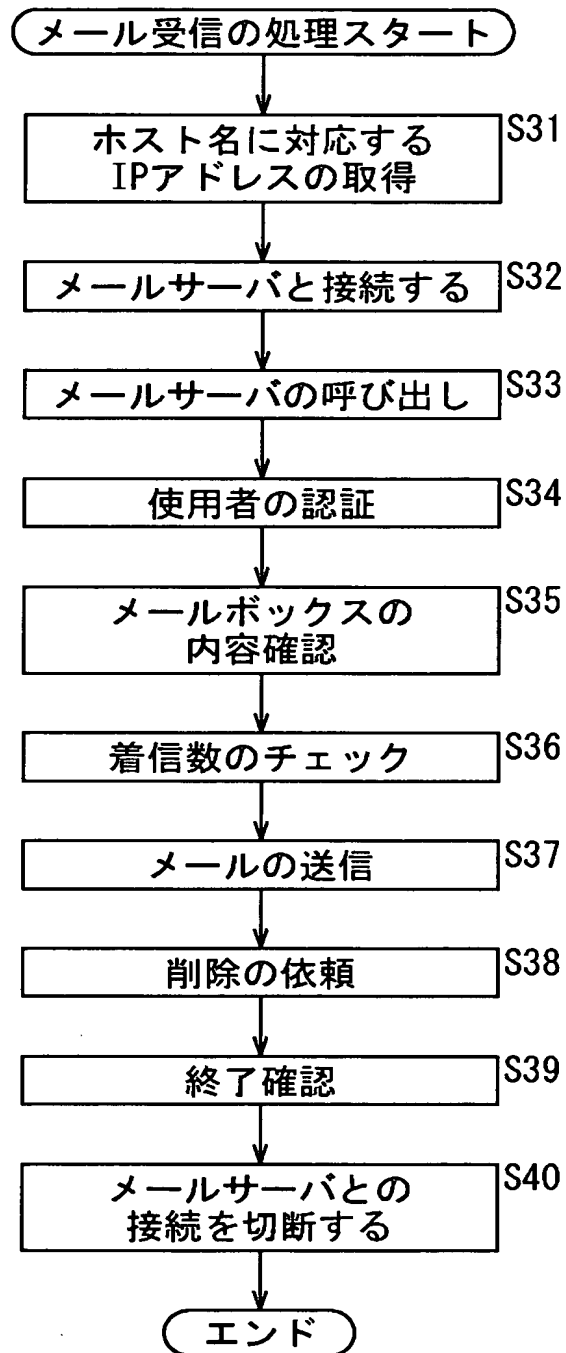 メール受信の処理スタート
ホスト名に対応する
IPアドレスの取得
S31
メールサーバと接続する
S32
メールサーバの呼び出し
S33
使用者の認証
S34
メールボックスの
内容確認
S35
着信数のチェック
S36
メールの送信
S37
削除の依頼
S38
終了確認
S39
メールサーバとの
接続を切断する
S40
エンド